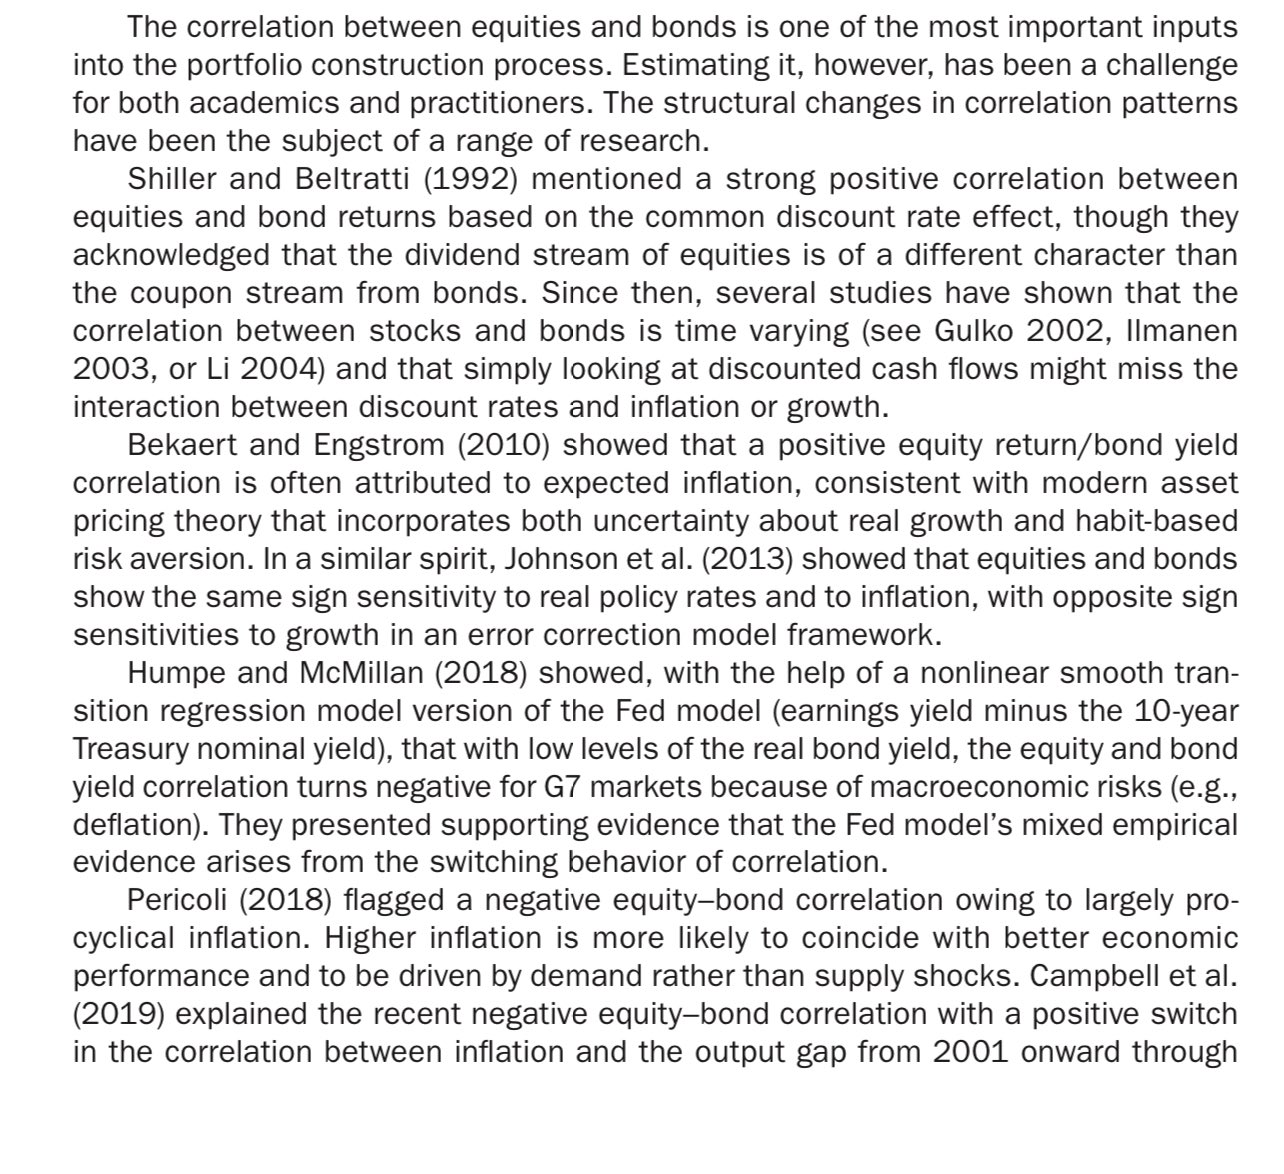 The correlation between equities and bonds is one of the most important inputs
into the portfolio construction process. Estimating it, however, has been a challenge
for both academics and practitioners. The structural changes in correlation patterns
have been the subject of a range of research.
Shiller and Beltratti (1992) mentioned a strong positive correlation between
equities and bond returns based on the common discount rate effect, though they
acknowledged that the dividend stream of equities is of a different character than
the coupon stream from bonds. Since then, several studies have shown that the
correlation between stocks and bonds is time varying (see Gulko 2002, Ilmanen
2003, or Li 2004) and that simply looking at discounted cash flows might miss the
interaction between discount rates and inflation or growth.
Bekaert and Engstrom (2010) showed that a positive equity return/bond yield
correlation is often attributed to expected inflation, consistent with modern asset
pricing theory that incorporates both uncertainty about real growth and habit-based
risk aversion. In a similar spirit, Johnson et al. (2013) showed that equities and bonds
show the same sign sensitivity to real policy rates and to inflation, with opposite sign
sensitivities to growth in an error correction model framework.
Humpe and McMillan (2018) showed, with the help of a nonlinear smooth tran-
sition regression model version of the Fed model (earnings yield minus the 10-year
Treasury nominal yield), that with low levels of the real bond yield, the equity and bond
yield correlation turns negative for G7 markets because of macroeconomic risks (e.g.,
deflation). They presented supporting evidence that the Fed model's mixed empirical
evidence arises from the switching behavior of correlation.
Pericoli (2018) flagged a negative equity–bond correlation owing to largely pro-
cyclical inflation. Higher inflation is more likely to coincide with better economic
performance and to be driven by demand rather than supply shocks. Campbell et al.
(2019) explained the recent negative equity–bond correlation with a positive switch
in the correlation between inflation and the output gap from 2001 onward through